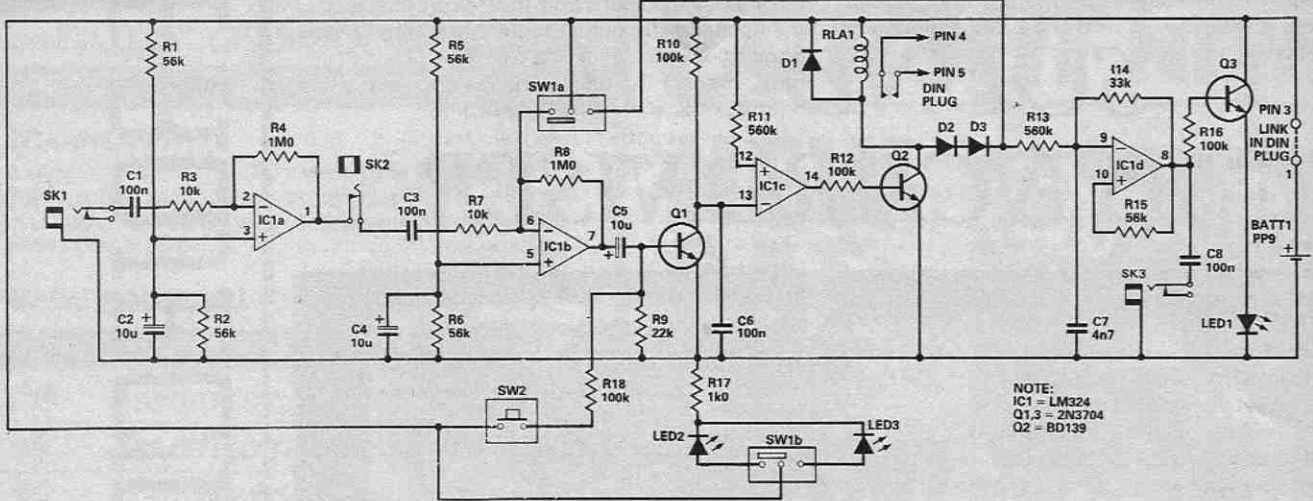 R1
56k
R5
56k
R10
100k
RLA1
PIN 4
PIN 5
DIN
PLUG
D1
SW1a
R11
560k
R4
1M0
SK2
R8
1M0
R14
33k
Q3
PIN 3
LINK
IN DIN
PLUG
1
R16
100k
D2
D3
R13
560k
SK1
C1
100n
R3
10k
2
3
IC1a
1
C3
100n
R7
10k
6
5
IC1b
7
C5
10u
+
Q1
12
13
IC1c
14
R12
100k
Q2
9
10
IC1d
8
R15
56k
C8
100n
SK3
BATT1
PP9
+
C2
10u
+
R2
56k
C4
10u
+
R6
56k
R9
22k
C6
100n
C7
4n7
LED1
R18
100k
R17
1k0
SW2
LED2
LED3
SW1b
NOTE:
IC1 = LM324
Q1,3 = 2N3704
Q2 = BD139